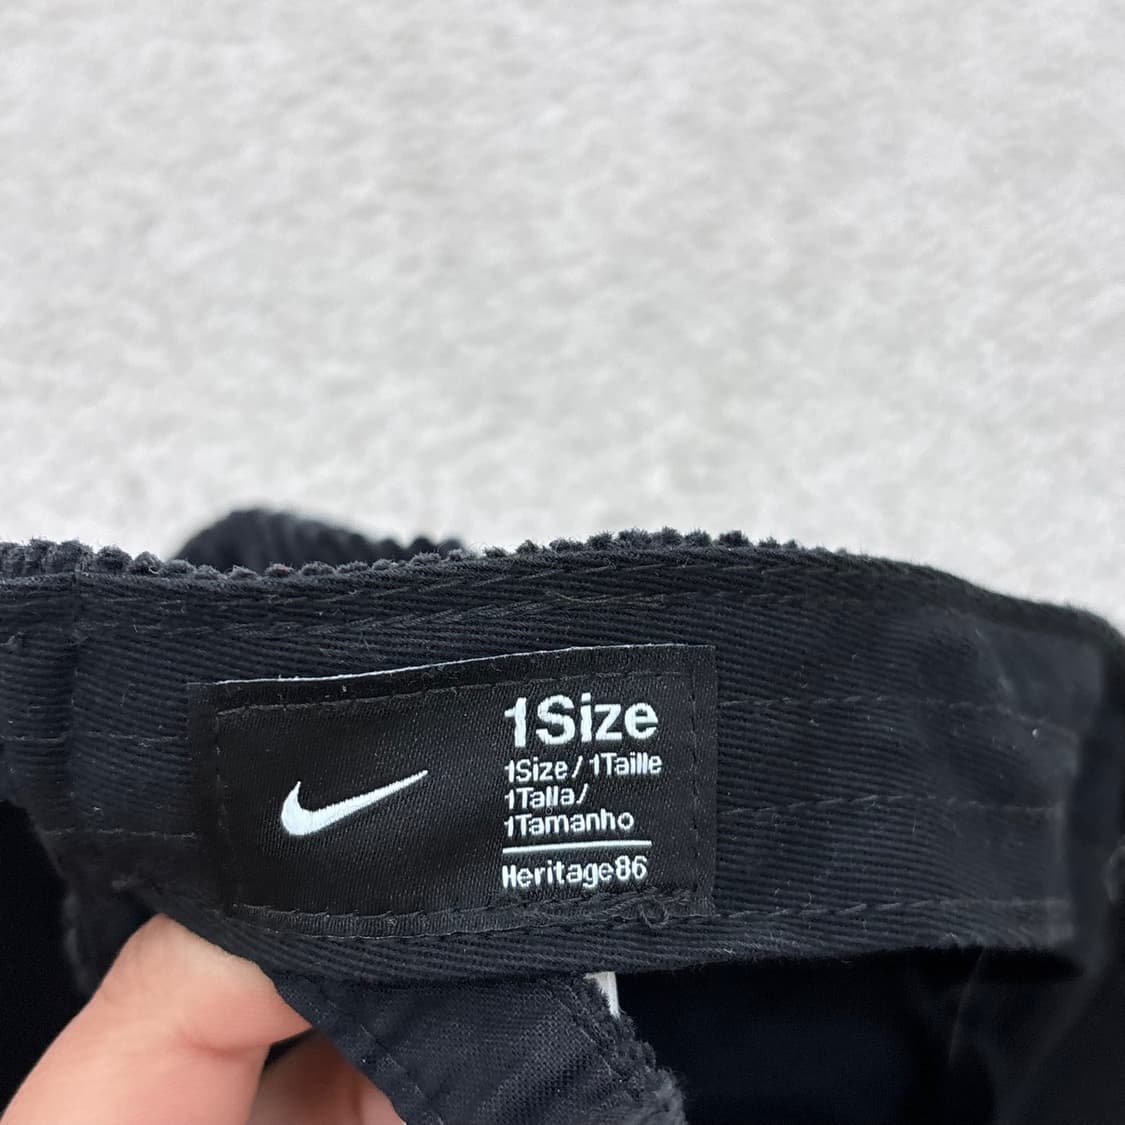 1Size
1Size/1Taille
1Talla/
1Tamanho
Heritage86